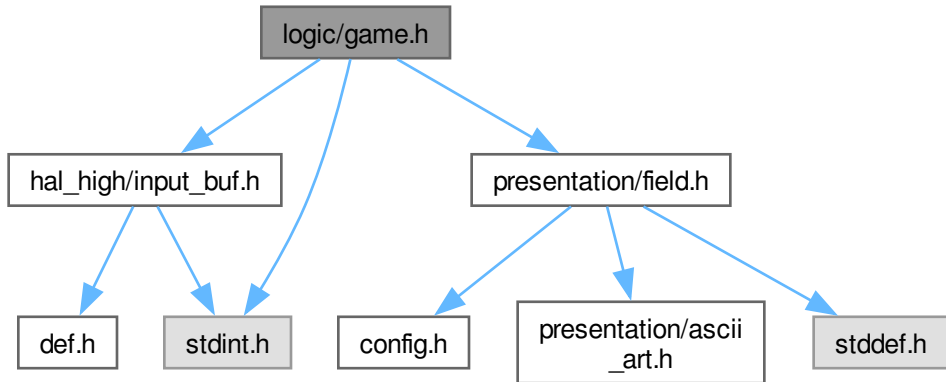 logic/game.h
hal_high/input_buf.h
presentation/field.h
def.h
stdint.h
config.h
presentation/ascii
_art.h
stddef.h